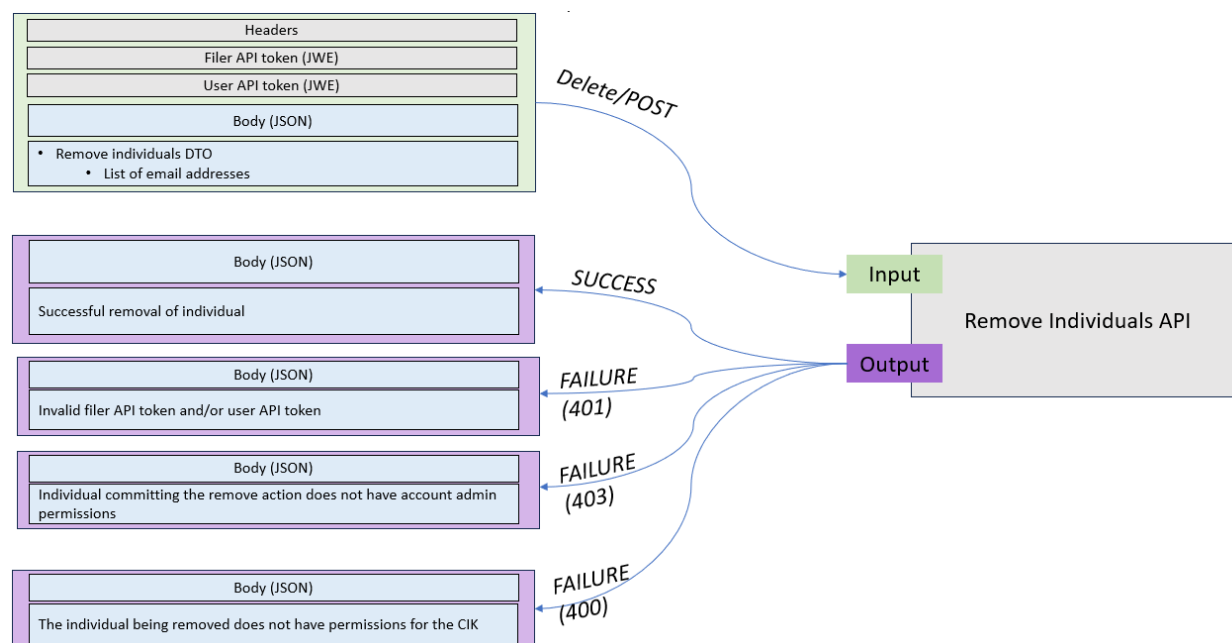 Headers
Filer API token (JWE)
User API token (JWE)
Body (JSON)
• Remove individuals DTO
• List of email addresses
Delete/POST
Input
Remove Individuals API
Output
SUCCESS
Body (JSON)
Successful removal of individual
FAILURE
(401)
Body (JSON)
Invalid filer API token and/or user API token
FAILURE
(403)
Body (JSON)
Individual committing the remove action does not have account admin
permissions
FAILURE
(400)
Body (JSON)
The individual being removed does not have permissions for the CIK